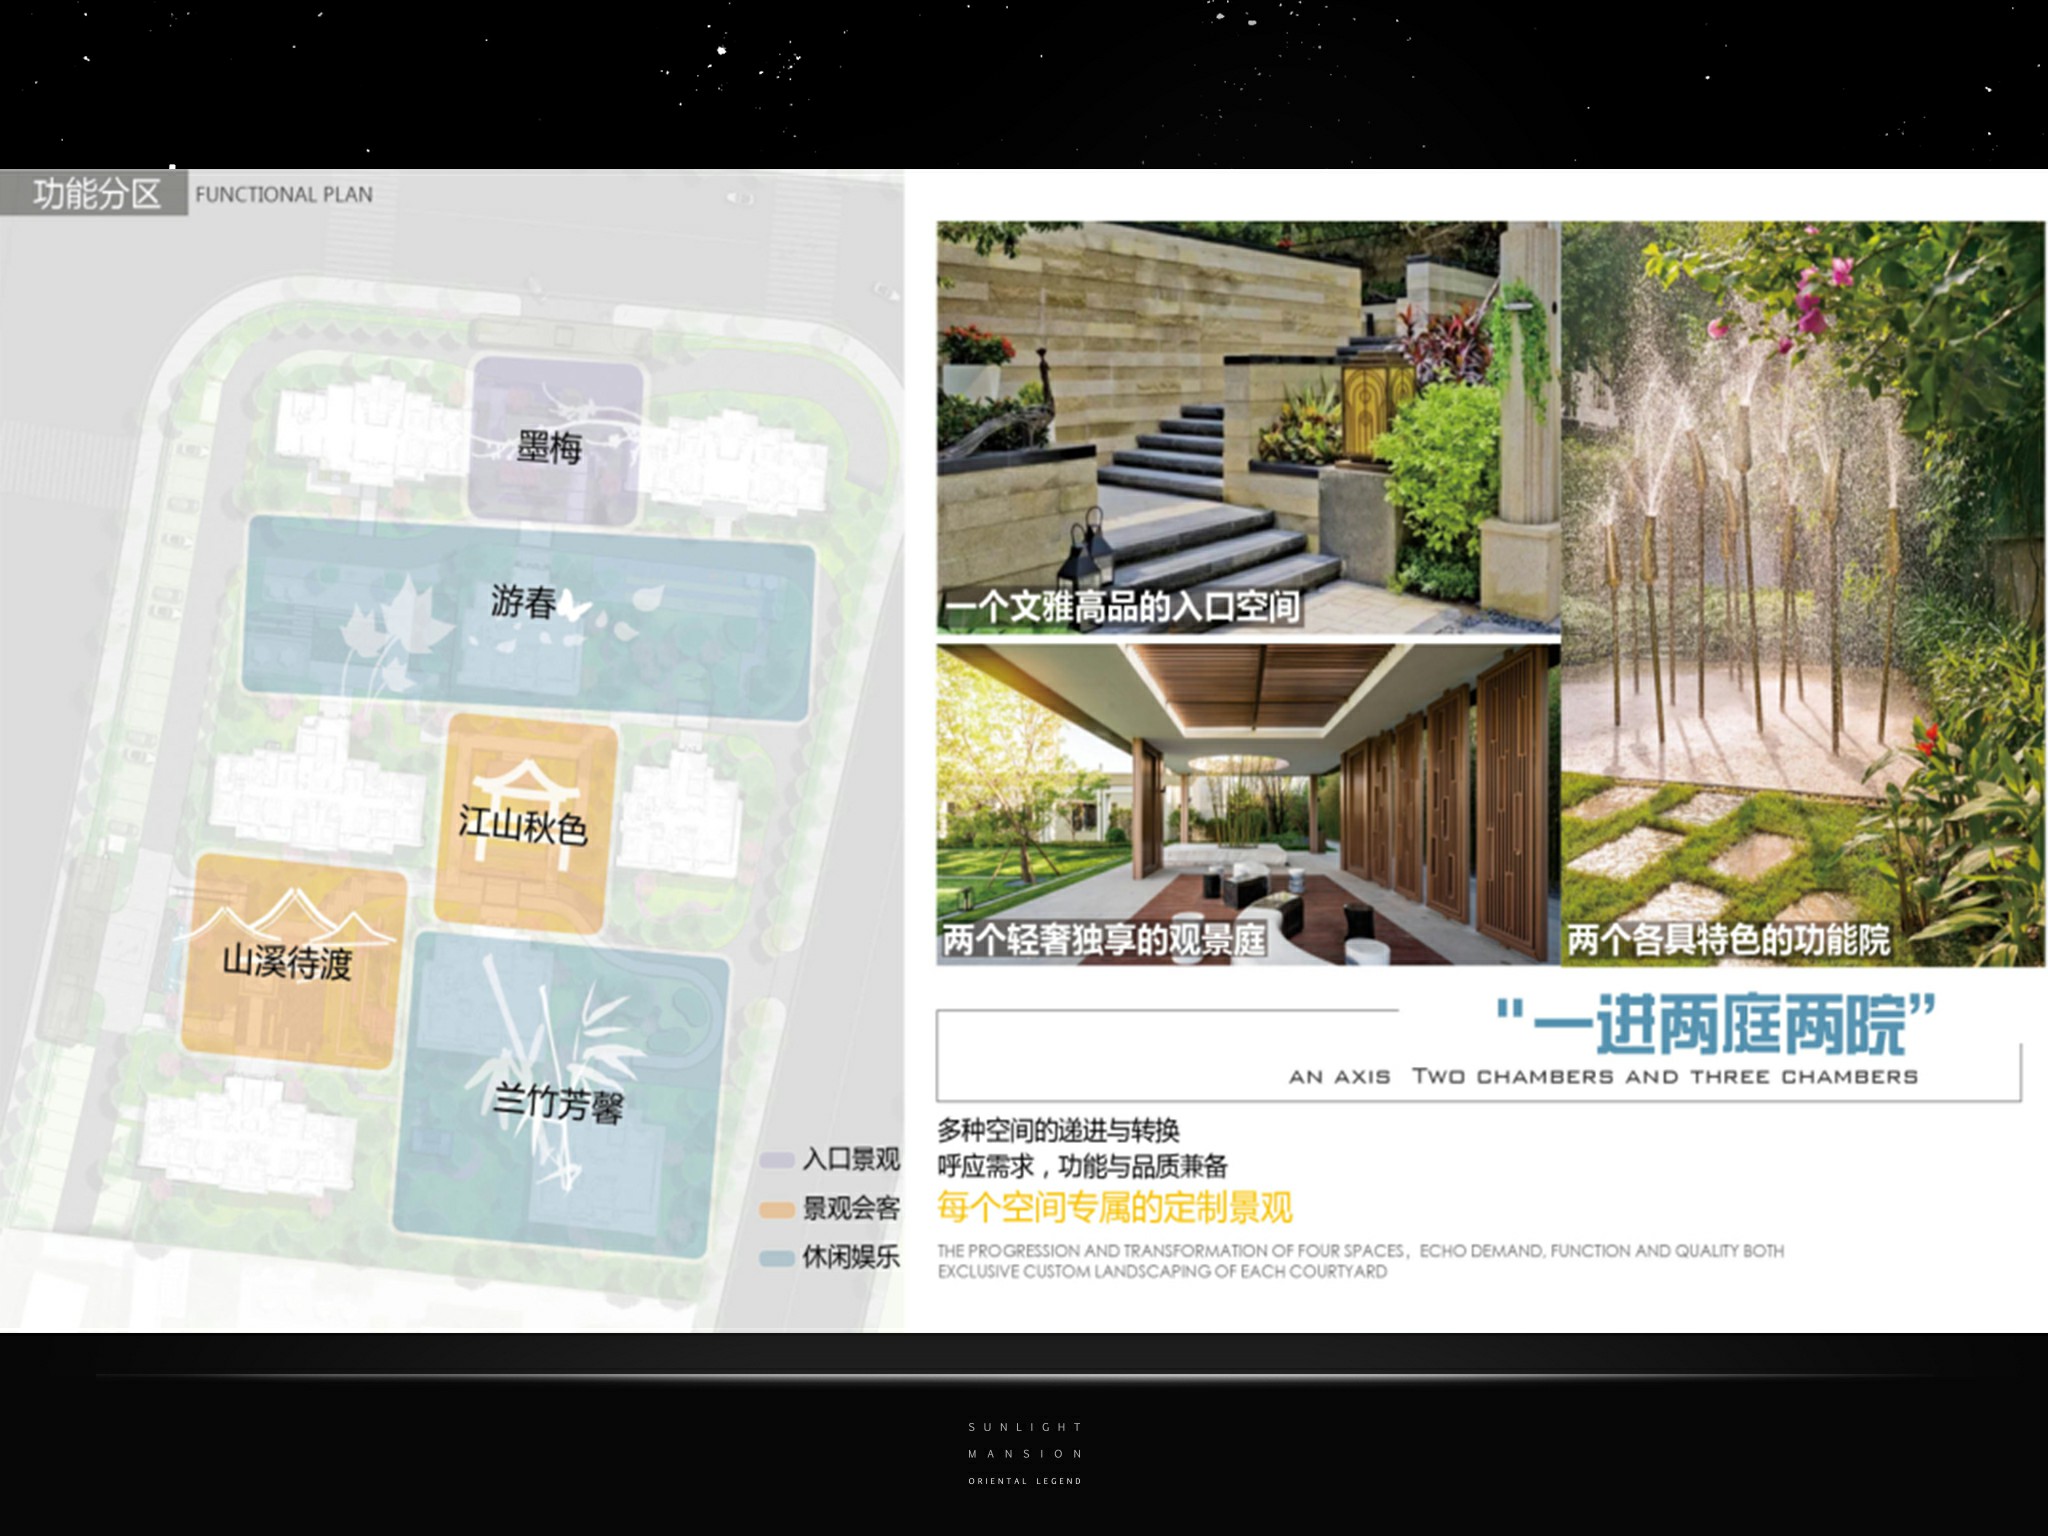 功能分区 FUNCTIONAL PLAN
墨梅
游春
江山秋色
山溪待渡
兰竹芳馨
入口景观
景观会客
休闲娱乐
一个文雅高品的入口空间
两个轻奢独享的观景庭
两个各具特色的功能院
"一进两庭两院"
AN AXIS TWO CHAMBERS AND THREE CHAMBERS
多种空间的递进与转换
呼应需求，功能与品质兼备
每个空间专属的定制景观
THE PROGRESSION AND TRANSFORMATION OF FOUR SPACES，ECHO DEMAND, FUNCTION AND QUALITY BOTH
EXCLUSIVE CUSTOM LANDSCAPING OF EACH COURTYARD
SUNLIGHT
MANSION
ORIENTAL LEGEND